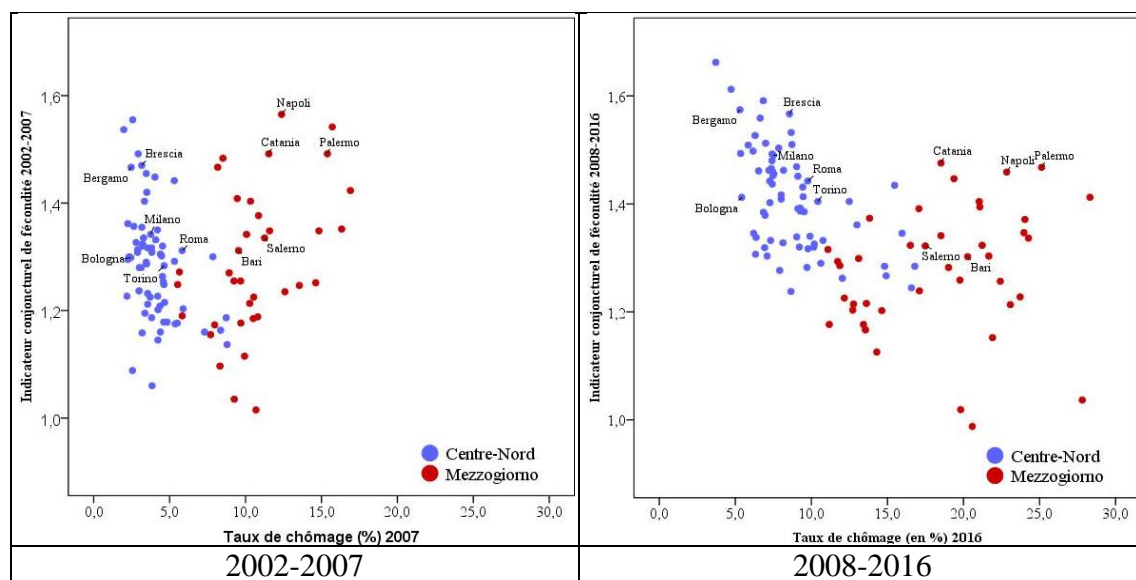 Indicateur conjoncturel de fécondité 2002-2007
1,6
1,4
1,2
1,0
Napoli
Catania
Palermo
Brescia
Bergamo
Milano
Roma
Salerno
Bologna
Bari
Torino
Centre-Nord
Mezzogiorno
0,0 5,0 10,0 15,0 20,0 25,0 30,0
Taux de chômage (%) 2007
2002-2007
Indicateur conjoncturel de fécondité 2008-2016
1,6
1,4
1,2
1,0
Brescia
Bergamo
Catania
Napoli
Palermo
Milano
Roma
Torino
Bologna
Salerno
Bari
Centre-Nord
Mezzogiorno
0,0 5,0 10,0 15,0 20,0 25,0 30,0
Taux de chômage (en %) 2016
2008-2016